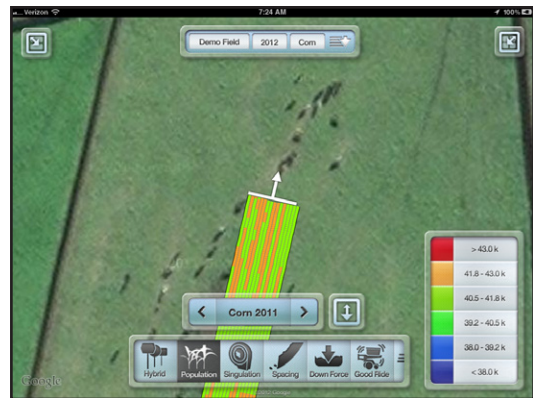 Verizon
7:24 AM
100%
Demo Field 2012 Corn
> 43.0 k
41.8 - 43.0 k
40.5 - 41.8 k
39.2 - 40.5 k
38.0 - 39.2 k
< 38.0 k
Corn 2011
Hybrid Population Singulation Spacing Down Force Good Ride
Google